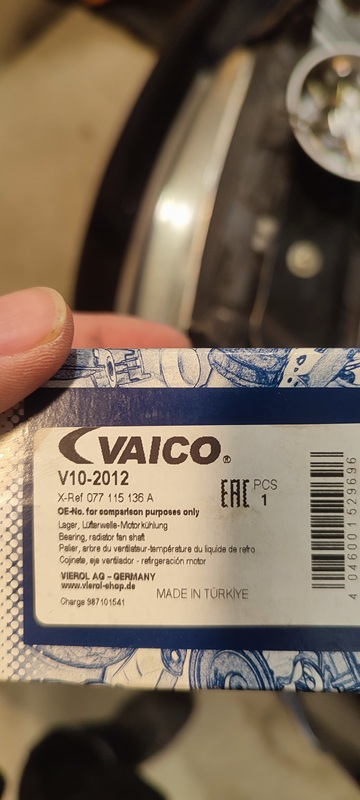 VAICO®
V10-2012
X-Ref 077 115 136 A
OE-No. for comparison purposes only
EAC
PCS
1
Lager, Lüfterwelle-Motorkühlung
Bearing, radiator fan shaft
Palier, arbre du ventilateur-température du liquide de refro
Cojinete, eje ventilador - refrigeración motor
VIEROL AG - GERMANY
www.vierol-shop.de
MADE IN TÜRKİYE
Charge 987101541
4 046001 529696